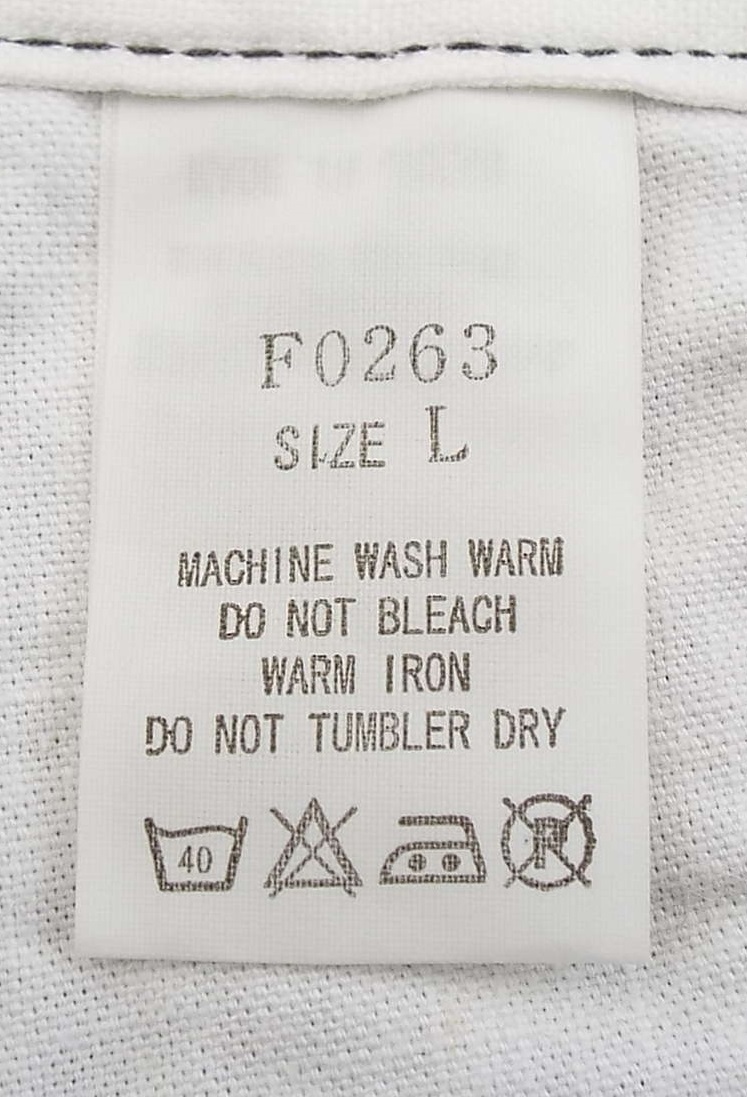 F0263
SIZE L
MACHINE WASH WARM
DO NOT BLEACH
WARM IRON
DO NOT TUMBLER DRY
40